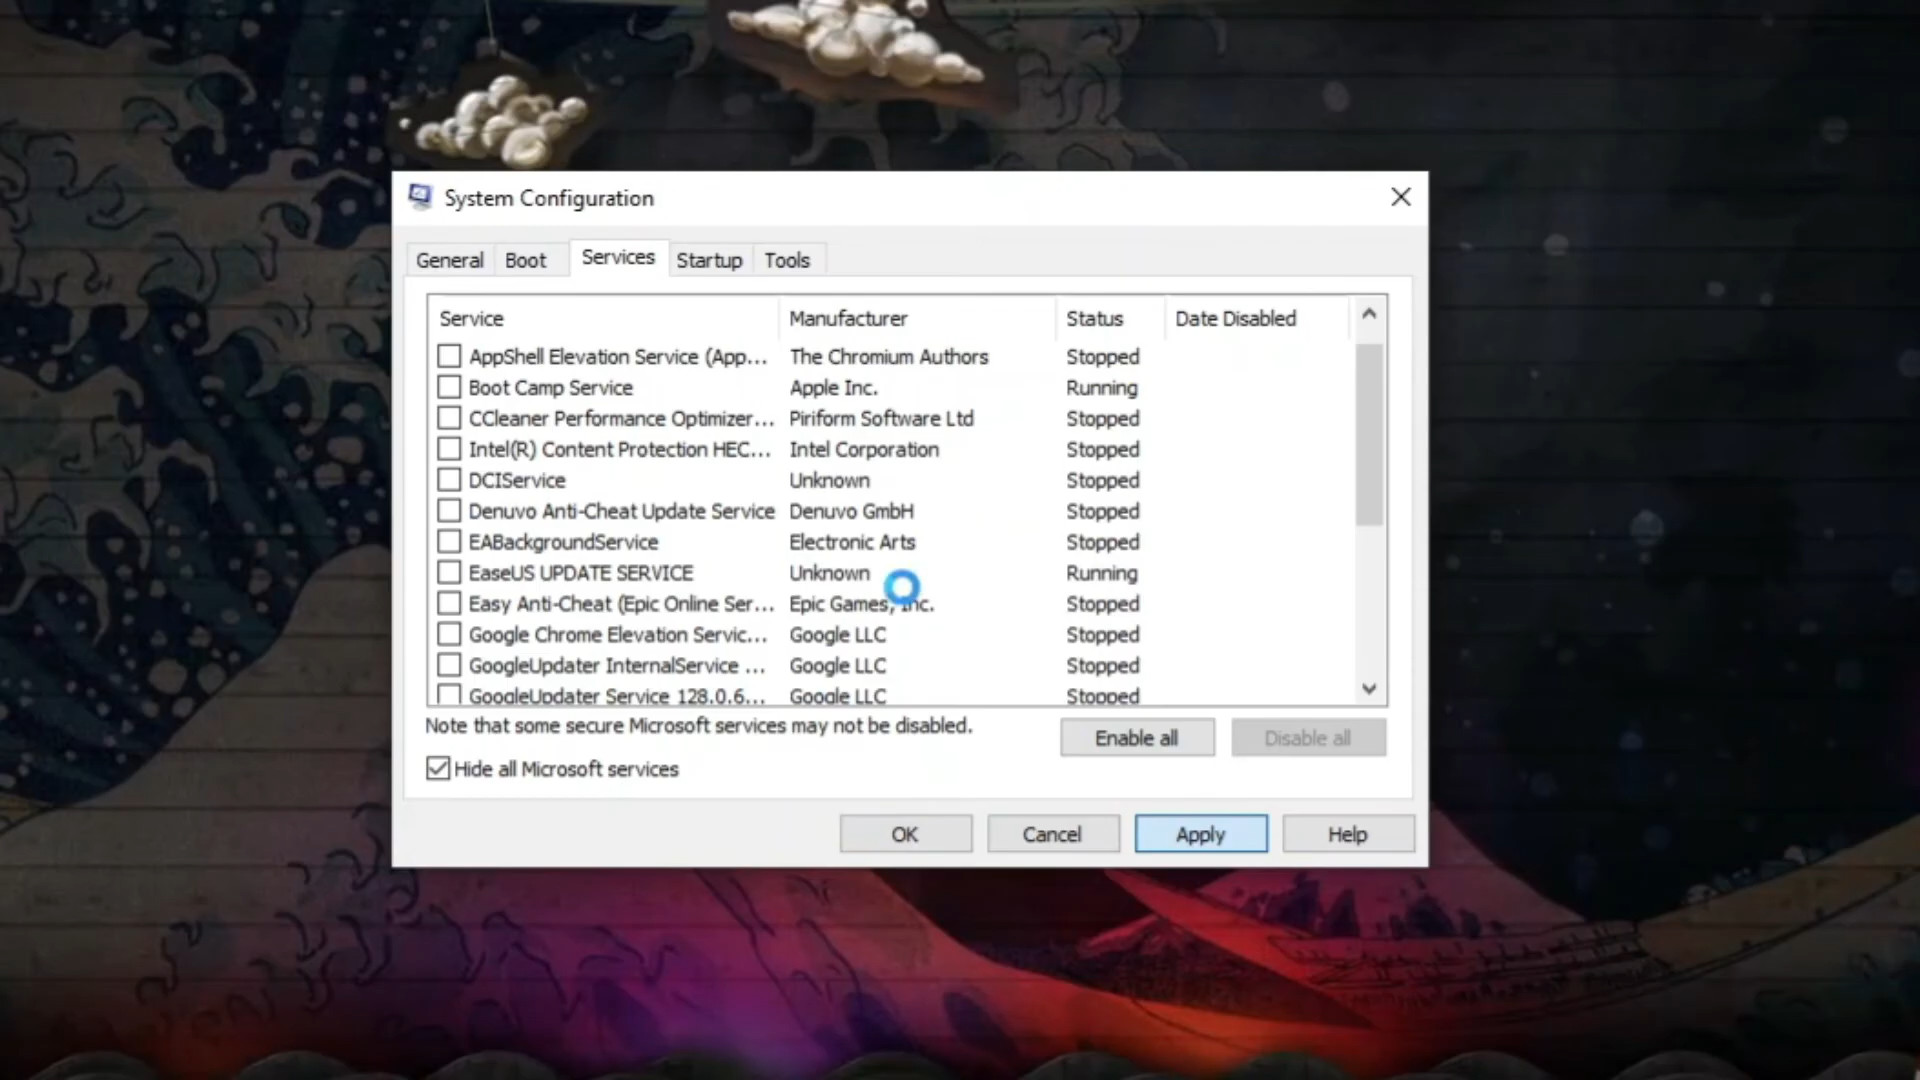 System Configuration
General Boot Services Startup Tools
Service Manufacturer Status Date Disabled
AppShell Elevation Service (App... The Chromium Authors Stopped
Boot Camp Service Apple Inc. Running
CCleaner Performance Optimizer... Piriform Software Ltd Stopped
Intel(R) Content Protection HEC... Intel Corporation Stopped
DCIService Unknown Stopped
Denuvo Anti-Cheat Update Service Denuvo GmbH Stopped
EABackgroundService Electronic Arts Stopped
EaseUS UPDATE SERVICE Unknown Running
Easy Anti-Cheat (Epic Online Ser... Epic Games, Inc. Stopped
Google Chrome Elevation Servic... Google LLC Stopped
GoogleUpdater InternalService ... Google LLC Stopped
GoogleUpdater Service 128.0.6... Google LLC Stopped
Note that some secure Microsoft services may not be disabled.
Enable all Disable all
Hide all Microsoft services
OK Cancel Apply Help